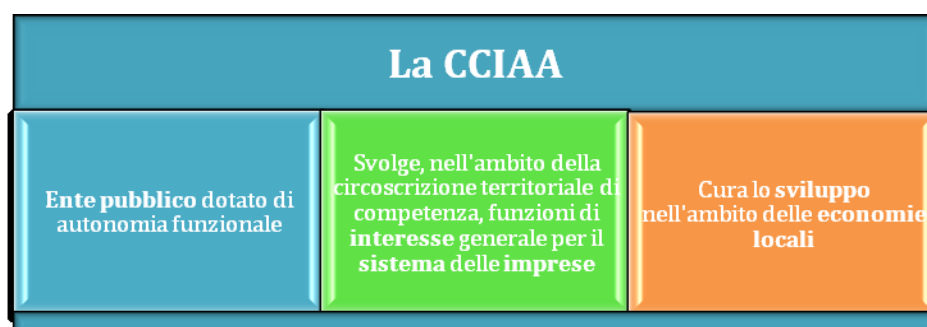 La CCIAA
Ente pubblico dotato di
autonomia funzionale
Svolge, nell'ambito della
circoscrizione territoriale di
competenza, funzioni di
interesse generale per il
sistema delle imprese
Cura lo sviluppo
nell'ambito delle economie
locali